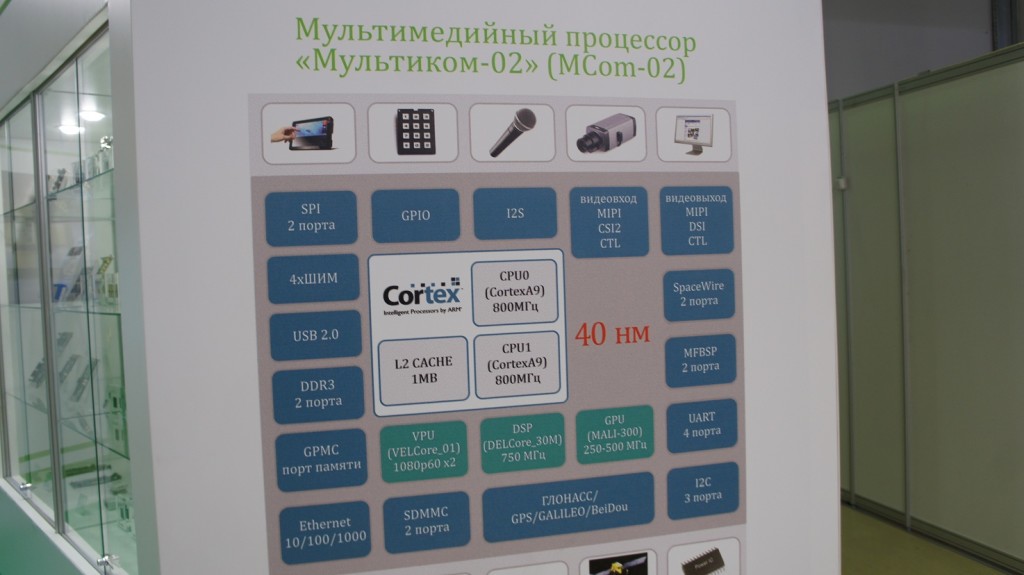 Мультимедийный процессор
«Мультиком-02» (MCom-02)
SPI
2 порта
GPIO
I2S
видеовход
MIPI
CSI2
CTL
видеовыход
MIPI
DSI
CTL
4хШИМ
Cortex
Intelligent Processors by ARM
CPU0
(CortexA9)
800МГц
SpaceWire
2 порта
USB 2.0
40 нм
L2 CACHE
1MB
CPU1
(CortexA9)
800МГц
MFBSP
2 порта
DDR3
2 порта
VPU
(VELCore_01)
1080p60 x2
DSP
(DELCore_30M)
750 МГц
GPU
(MALI-300)
250-500 МГц
UART
4 порта
GPMC
порт памяти
I2C
3 порта
Ethernet
10/100/1000
SDMMC
2 порта
ГЛОНАСС/
GPS/GALILEO/BeiDou